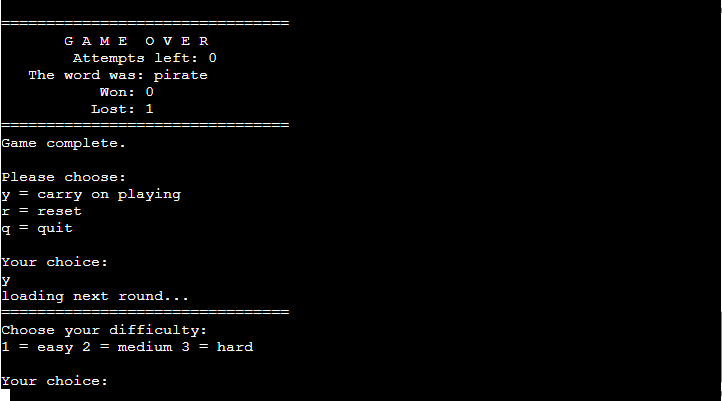 ================================
G A M E  O V E R
Attempts left: 0
The word was: pirate
Won: 0
Lost: 1
================================
Game complete.
Please choose:
y = carry on playing
r = reset
q = quit
Your choice:
y
loading next round...
================================
Choose your difficulty:
1 = easy 2 = medium 3 = hard
Your choice: